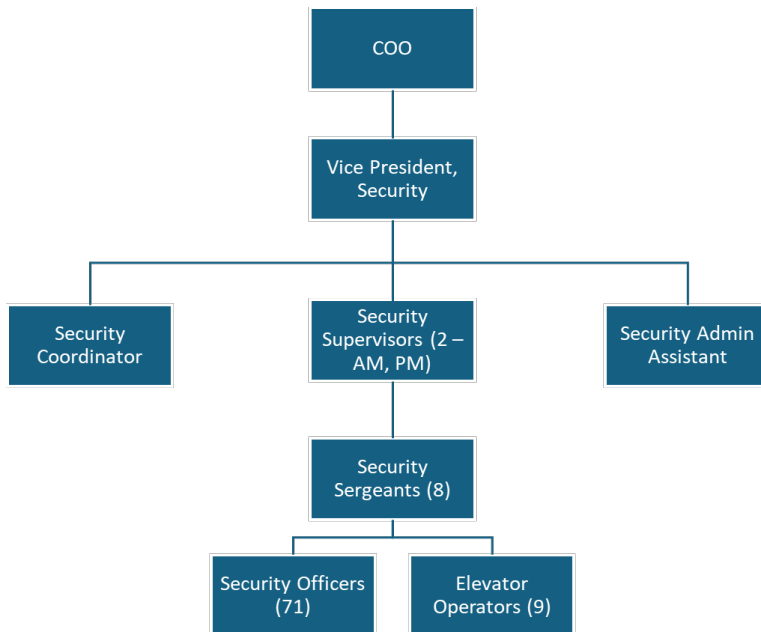 COO
Vice President,
Security
Security
Coordinator
Security
Supervisors (2 –
AM, PM)
Security Admin
Assistant
Security
Sergeants (8)
Security Officers
(71)
Elevator
Operators (9)